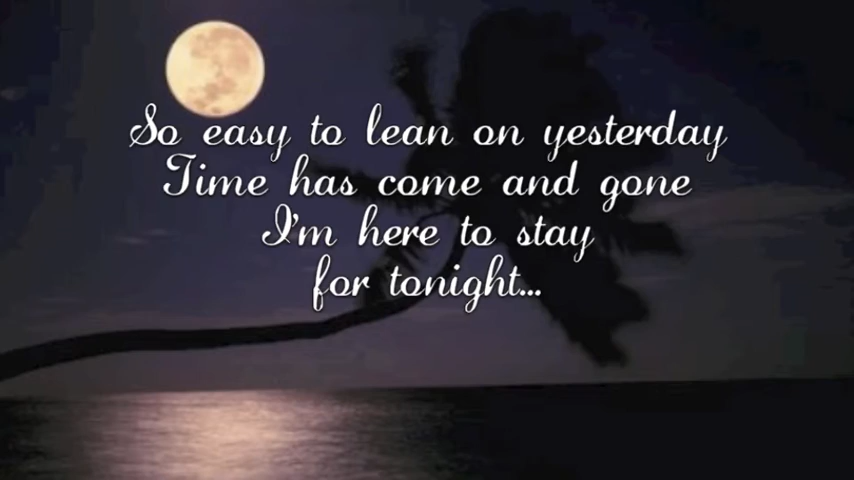 So easy to lean on yesterday
Time has come and gone
I'm here to stay
for tonight...